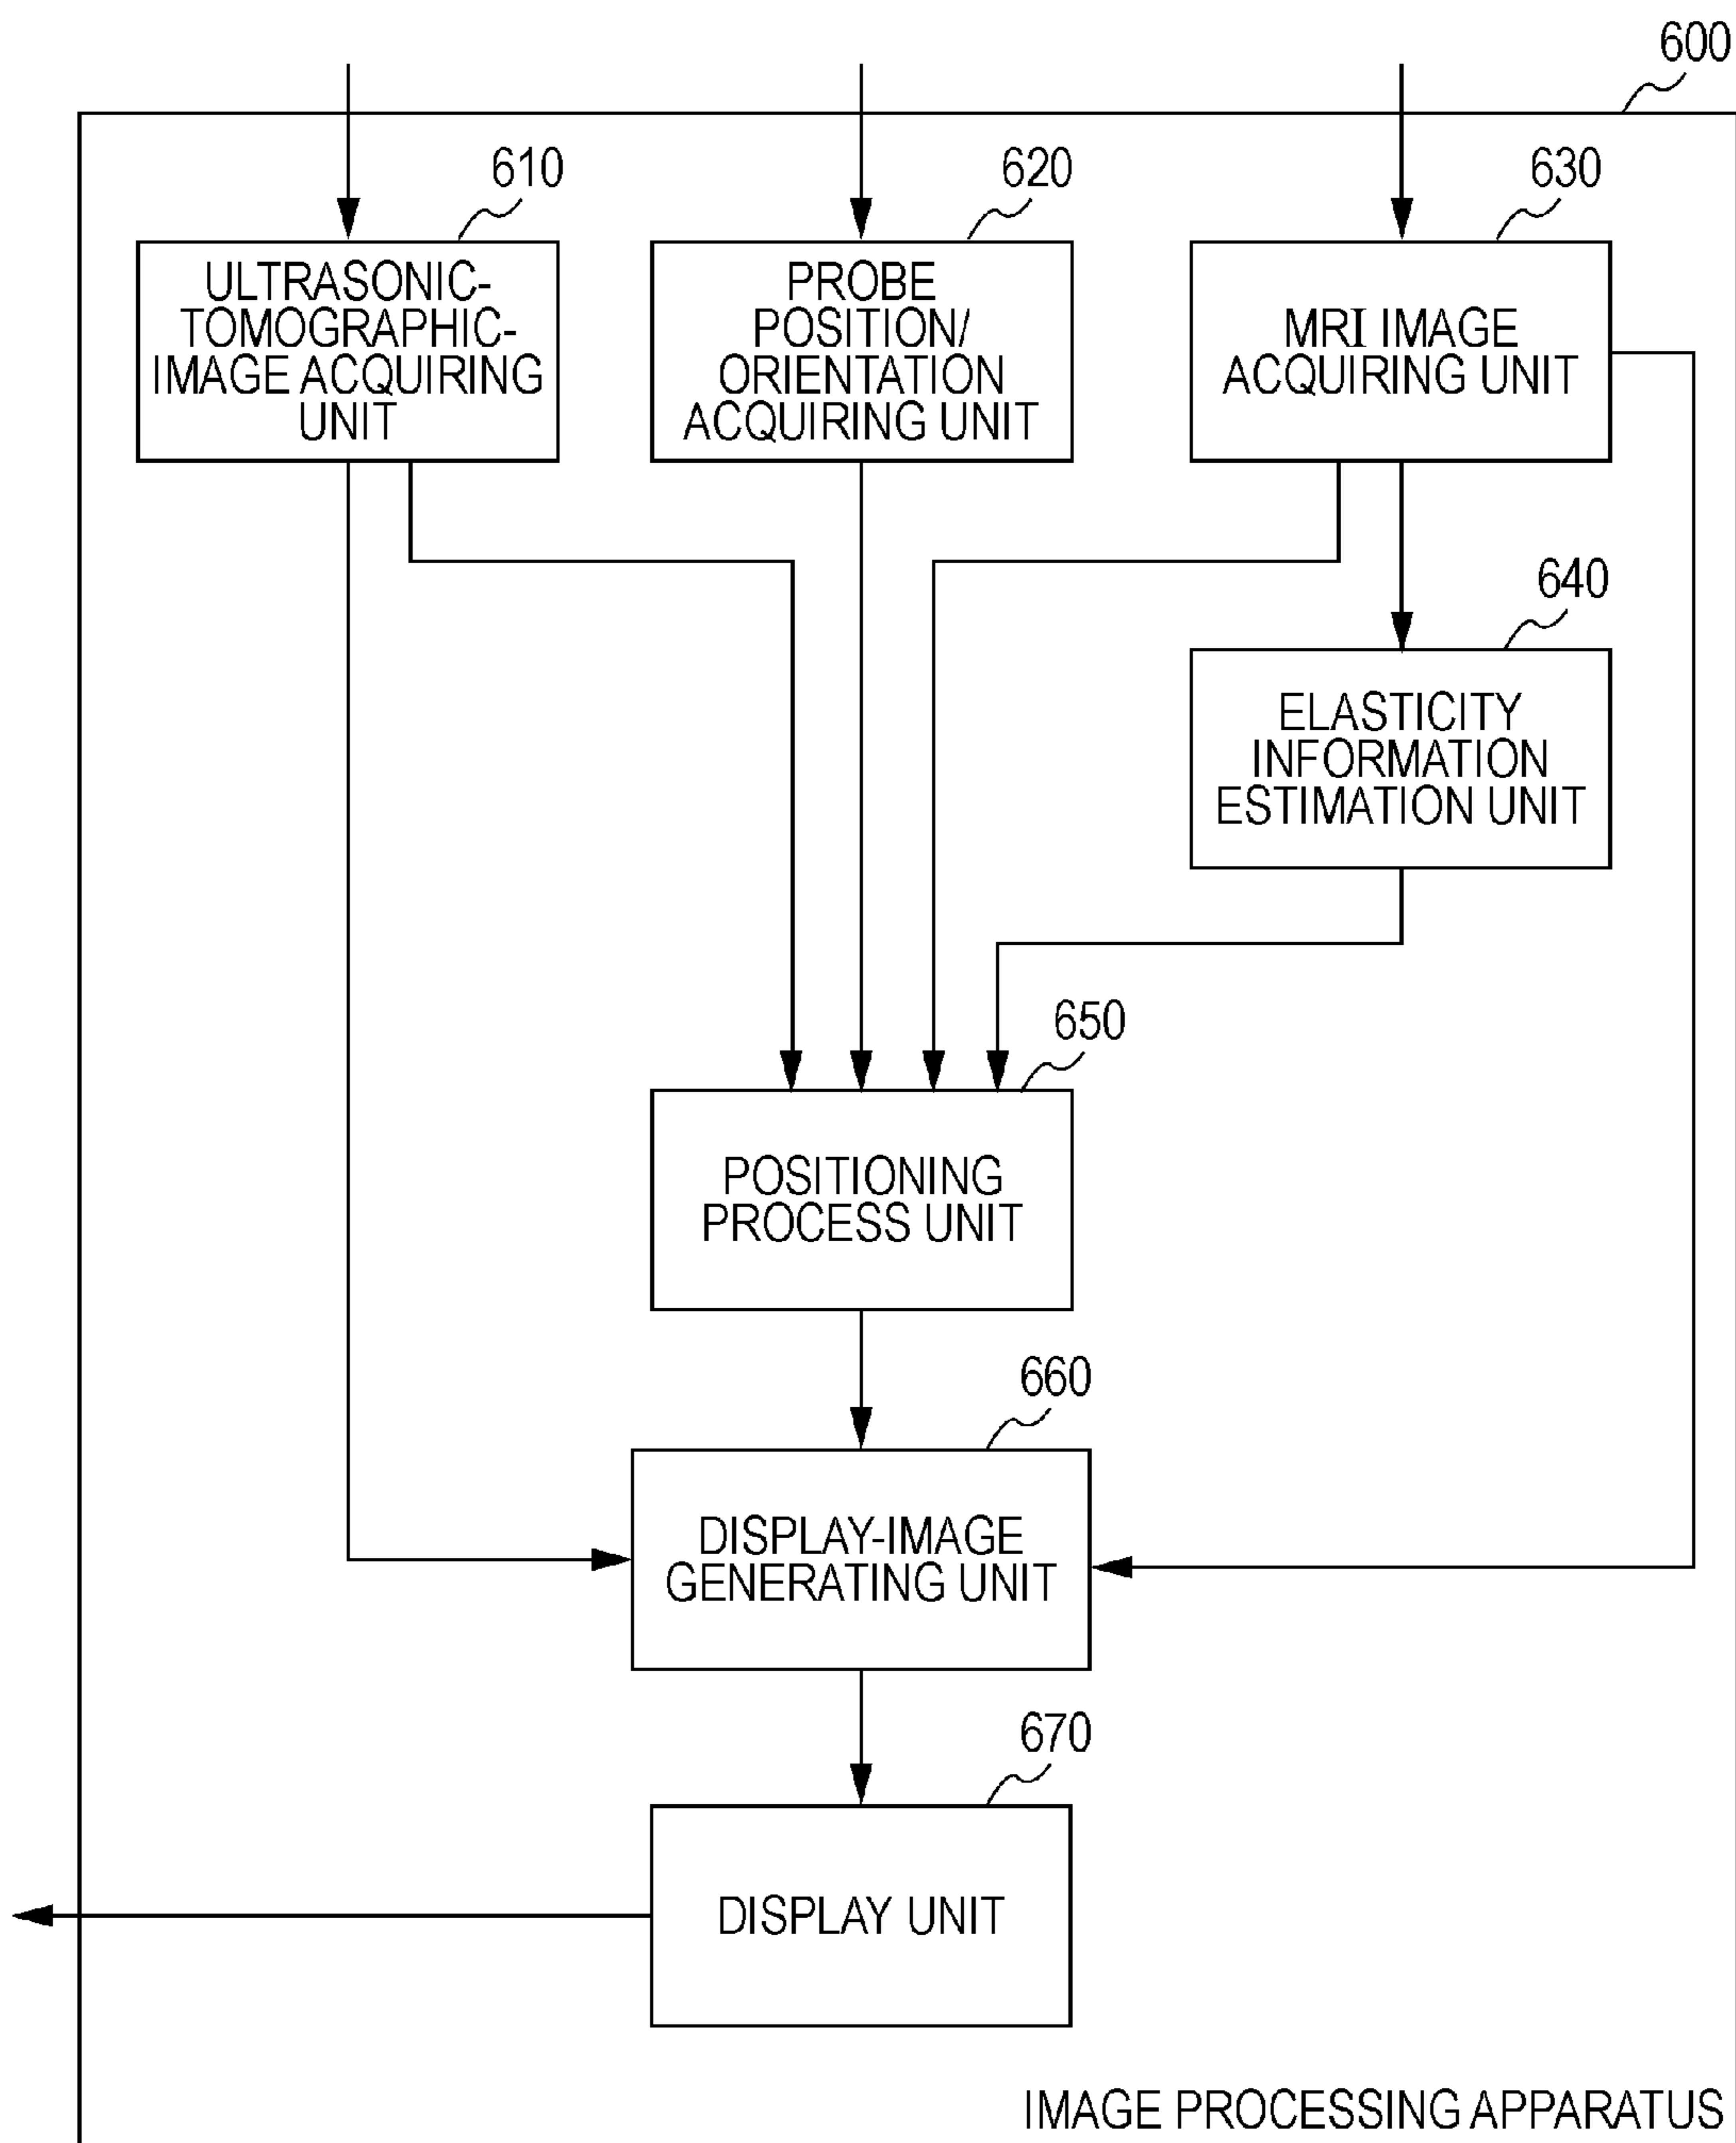 600
610
620
630
ULTRASONIC-
TOMOGRAPHIC-
IMAGE ACQUIRING
UNIT
PROBE
POSITION/
ORIENTATION
ACQUIRING UNIT
MRI IMAGE
ACQUIRING UNIT
640
ELASTICITY
INFORMATION
ESTIMATION UNIT
650
POSITIONING
PROCESS UNIT
660
DISPLAY-IMAGE
GENERATING UNIT
670
DISPLAY UNIT
IMAGE PROCESSING APPARATUS